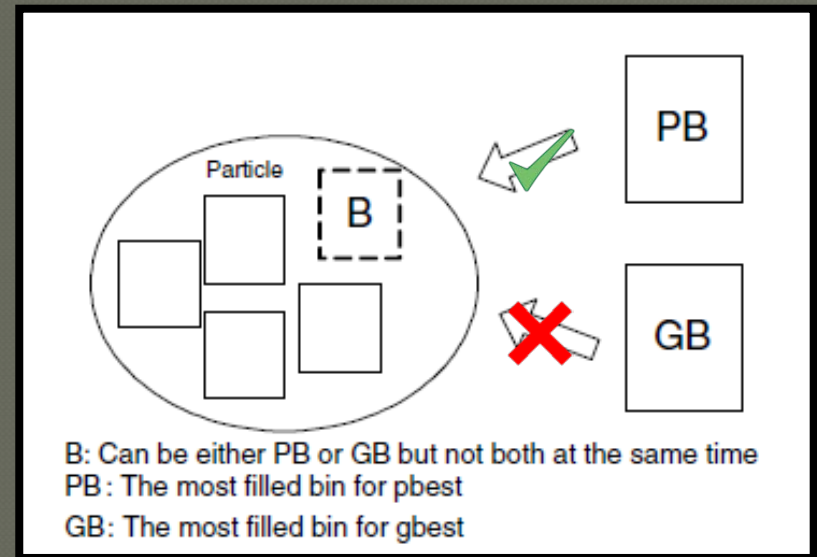 PB
Particle
B
GB
B: Can be either PB or GB but not both at the same time
PB : The most filled bin for pbest
GB: The most filled bin for gbest